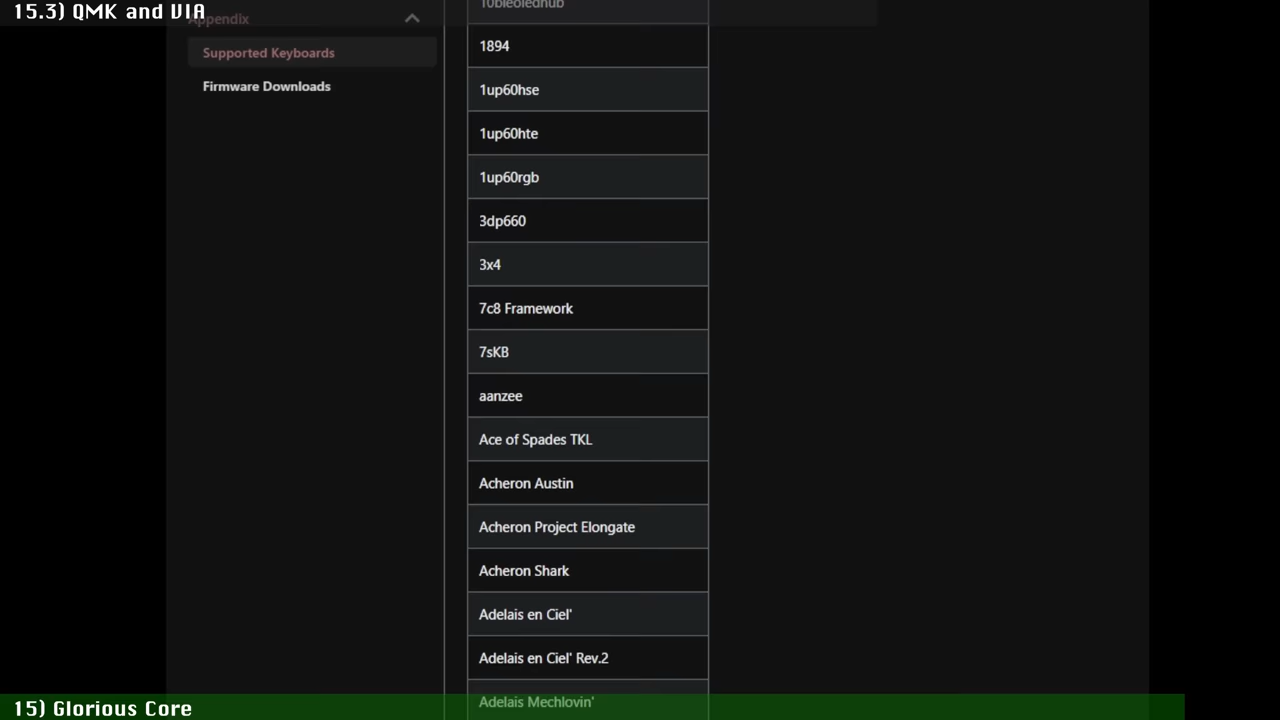 15.3) QMK and VIA
Appendix
Supported Keyboards
Firmware Downloads
10bleoledhub
1894
1up60hse
1up60hte
1up60rgb
3dp660
3x4
7c8 Framework
7sKB
aanzee
Ace of Spades TKL
Acheron Austin
Acheron Project Elongate
Acheron Shark
Adelais en Ciel'
Adelais en Ciel' Rev.2
Adelais Mechlovin'
15) Glorious Core